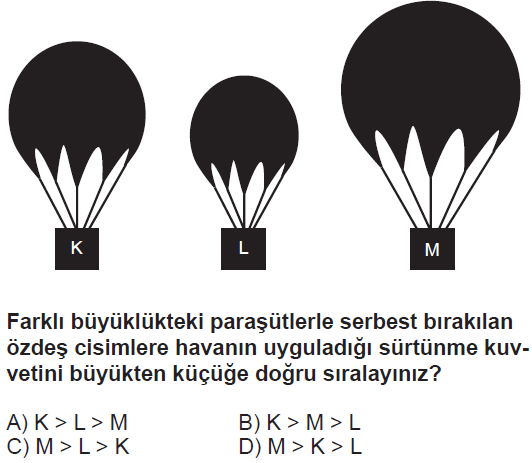 K L M
Farklı büyüklükteki paraşütlerle serbest bırakılan
özdeş cisimlere havanın uyguladığı sürtünme kuv-
vetini büyükten küçüğe doğru sıralayınız?
A) K > L > M B) K > M > L
C) M > L > K D) M > K > L